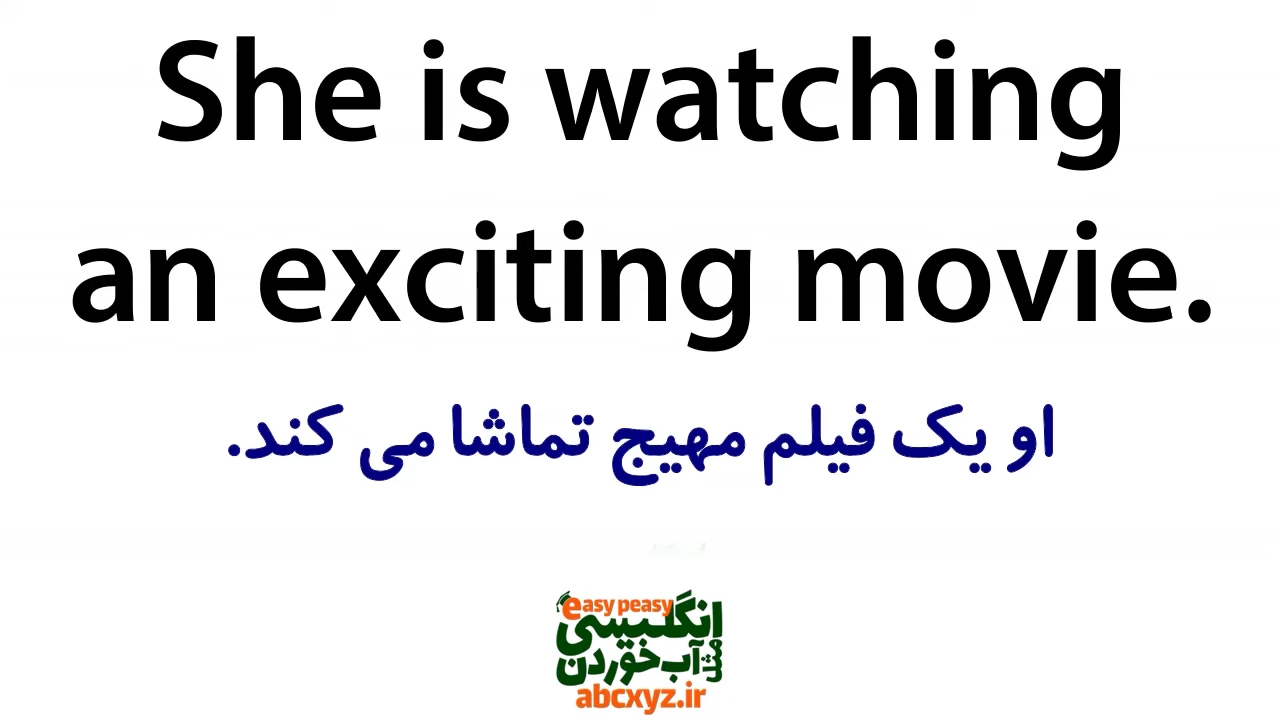 She is watching
an exciting movie.
او یک فیلم مهیج تماشا می کند.
easy peasy
انگلیسی
مثل
آب خوردن
abcxyz.ir